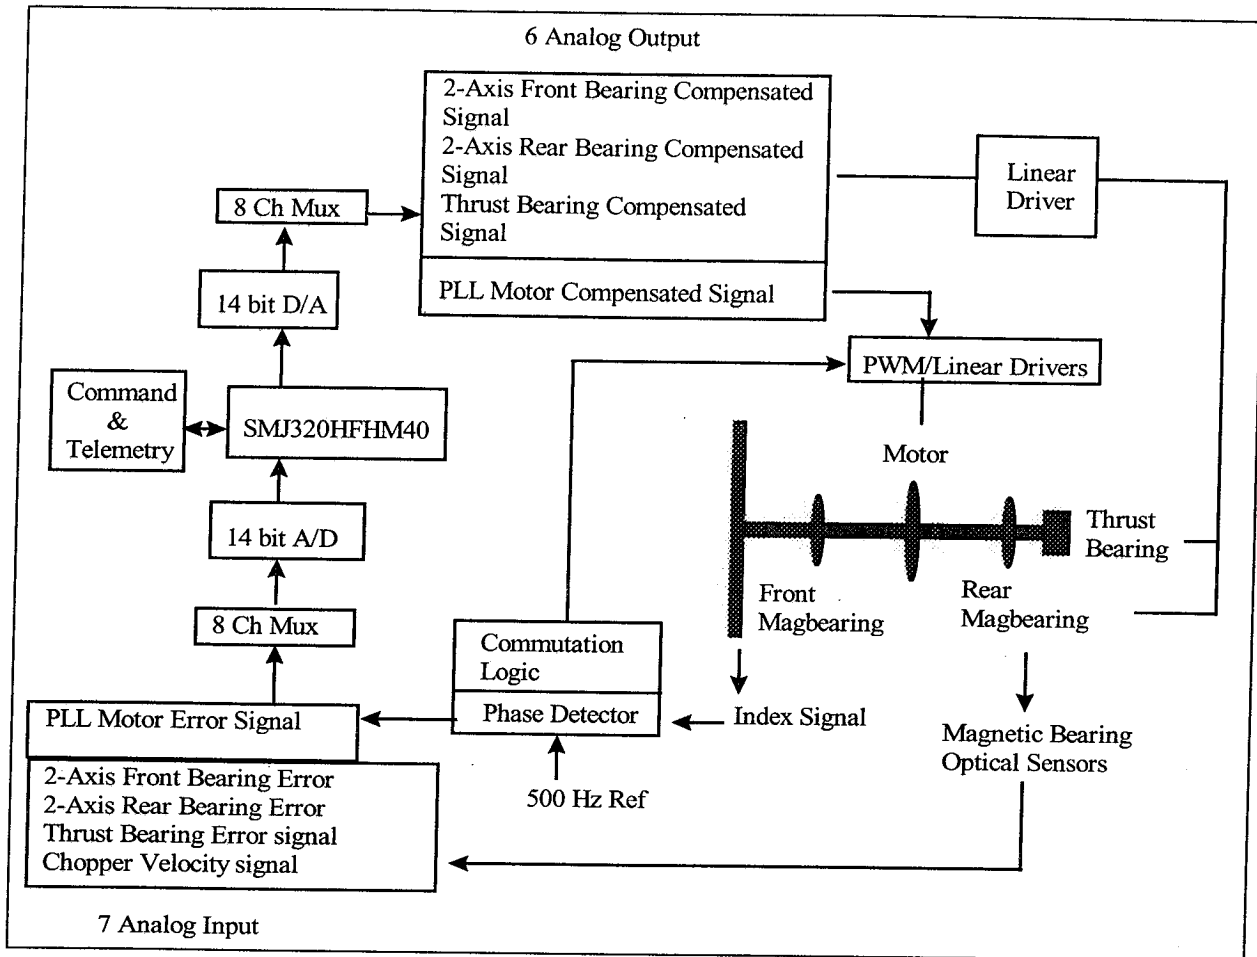 6 Analog Output
2-Axis Front Bearing Compensated
Signal
2-Axis Rear Bearing Compensated
Signal
Thrust Bearing Compensated
Signal
PLL Motor Compensated Signal
Linear
Driver
8 Ch Mux
14 bit D/A
PWM/Linear Drivers
Command
&
Telemetry
SMJ320HFHM40
Motor
14 bit A/D
Thrust
Bearing
Front
Magbearing
Rear
Magbearing
8 Ch Mux
Commutation
Logic
Phase Detector
Index Signal
PLL Motor Error Signal
Magnetic Bearing
Optical Sensors
500 Hz Ref
2-Axis Front Bearing Error
2-Axis Rear Bearing Error
Thrust Bearing Error signal
Chopper Velocity signal
7 Analog Input